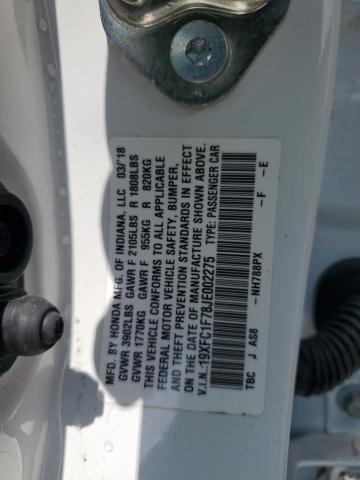 MFD. BY HONDA MFG. OF INDIANA, LLC 03/'18
GVWR 3902LBS GAWR F 2105LBS R 1808LBS
GVWR 1770KG GAWR F 955KG R 820KG
THIS VEHICLE CONFORMS TO ALL APPLICABLE
FEDERAL MOTOR VEHICLE SAFETY, BUMPER,
AND THEFT PREVENTION STANDARDS IN EFFECT
ON THE DATE OF MANUFACTURE SHOWN ABOVE.
V.I.N.:19XFC1F78JE002275 TYPE: PASSENGER CAR
TBC J AS8 – NH788PX – F – E